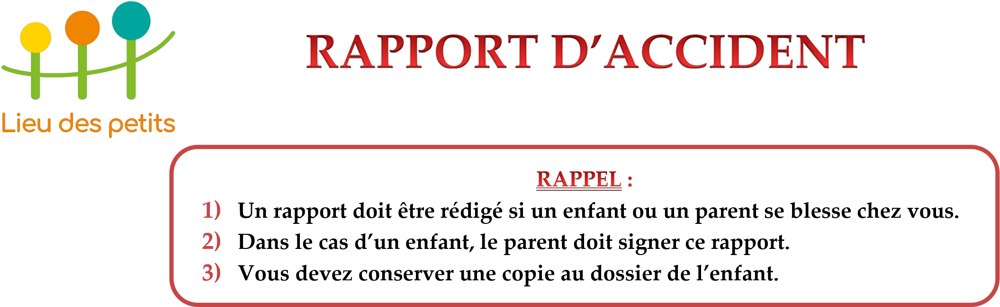 RAPPORT D’ACCIDENT
Lieu des petits
RAPPEL :
1) Un rapport doit être rédigé si un enfant ou un parent se blesse chez vous.
2) Dans le cas d’un enfant, le parent doit signer ce rapport.
3) Vous devez conserver une copie au dossier de l’enfant.